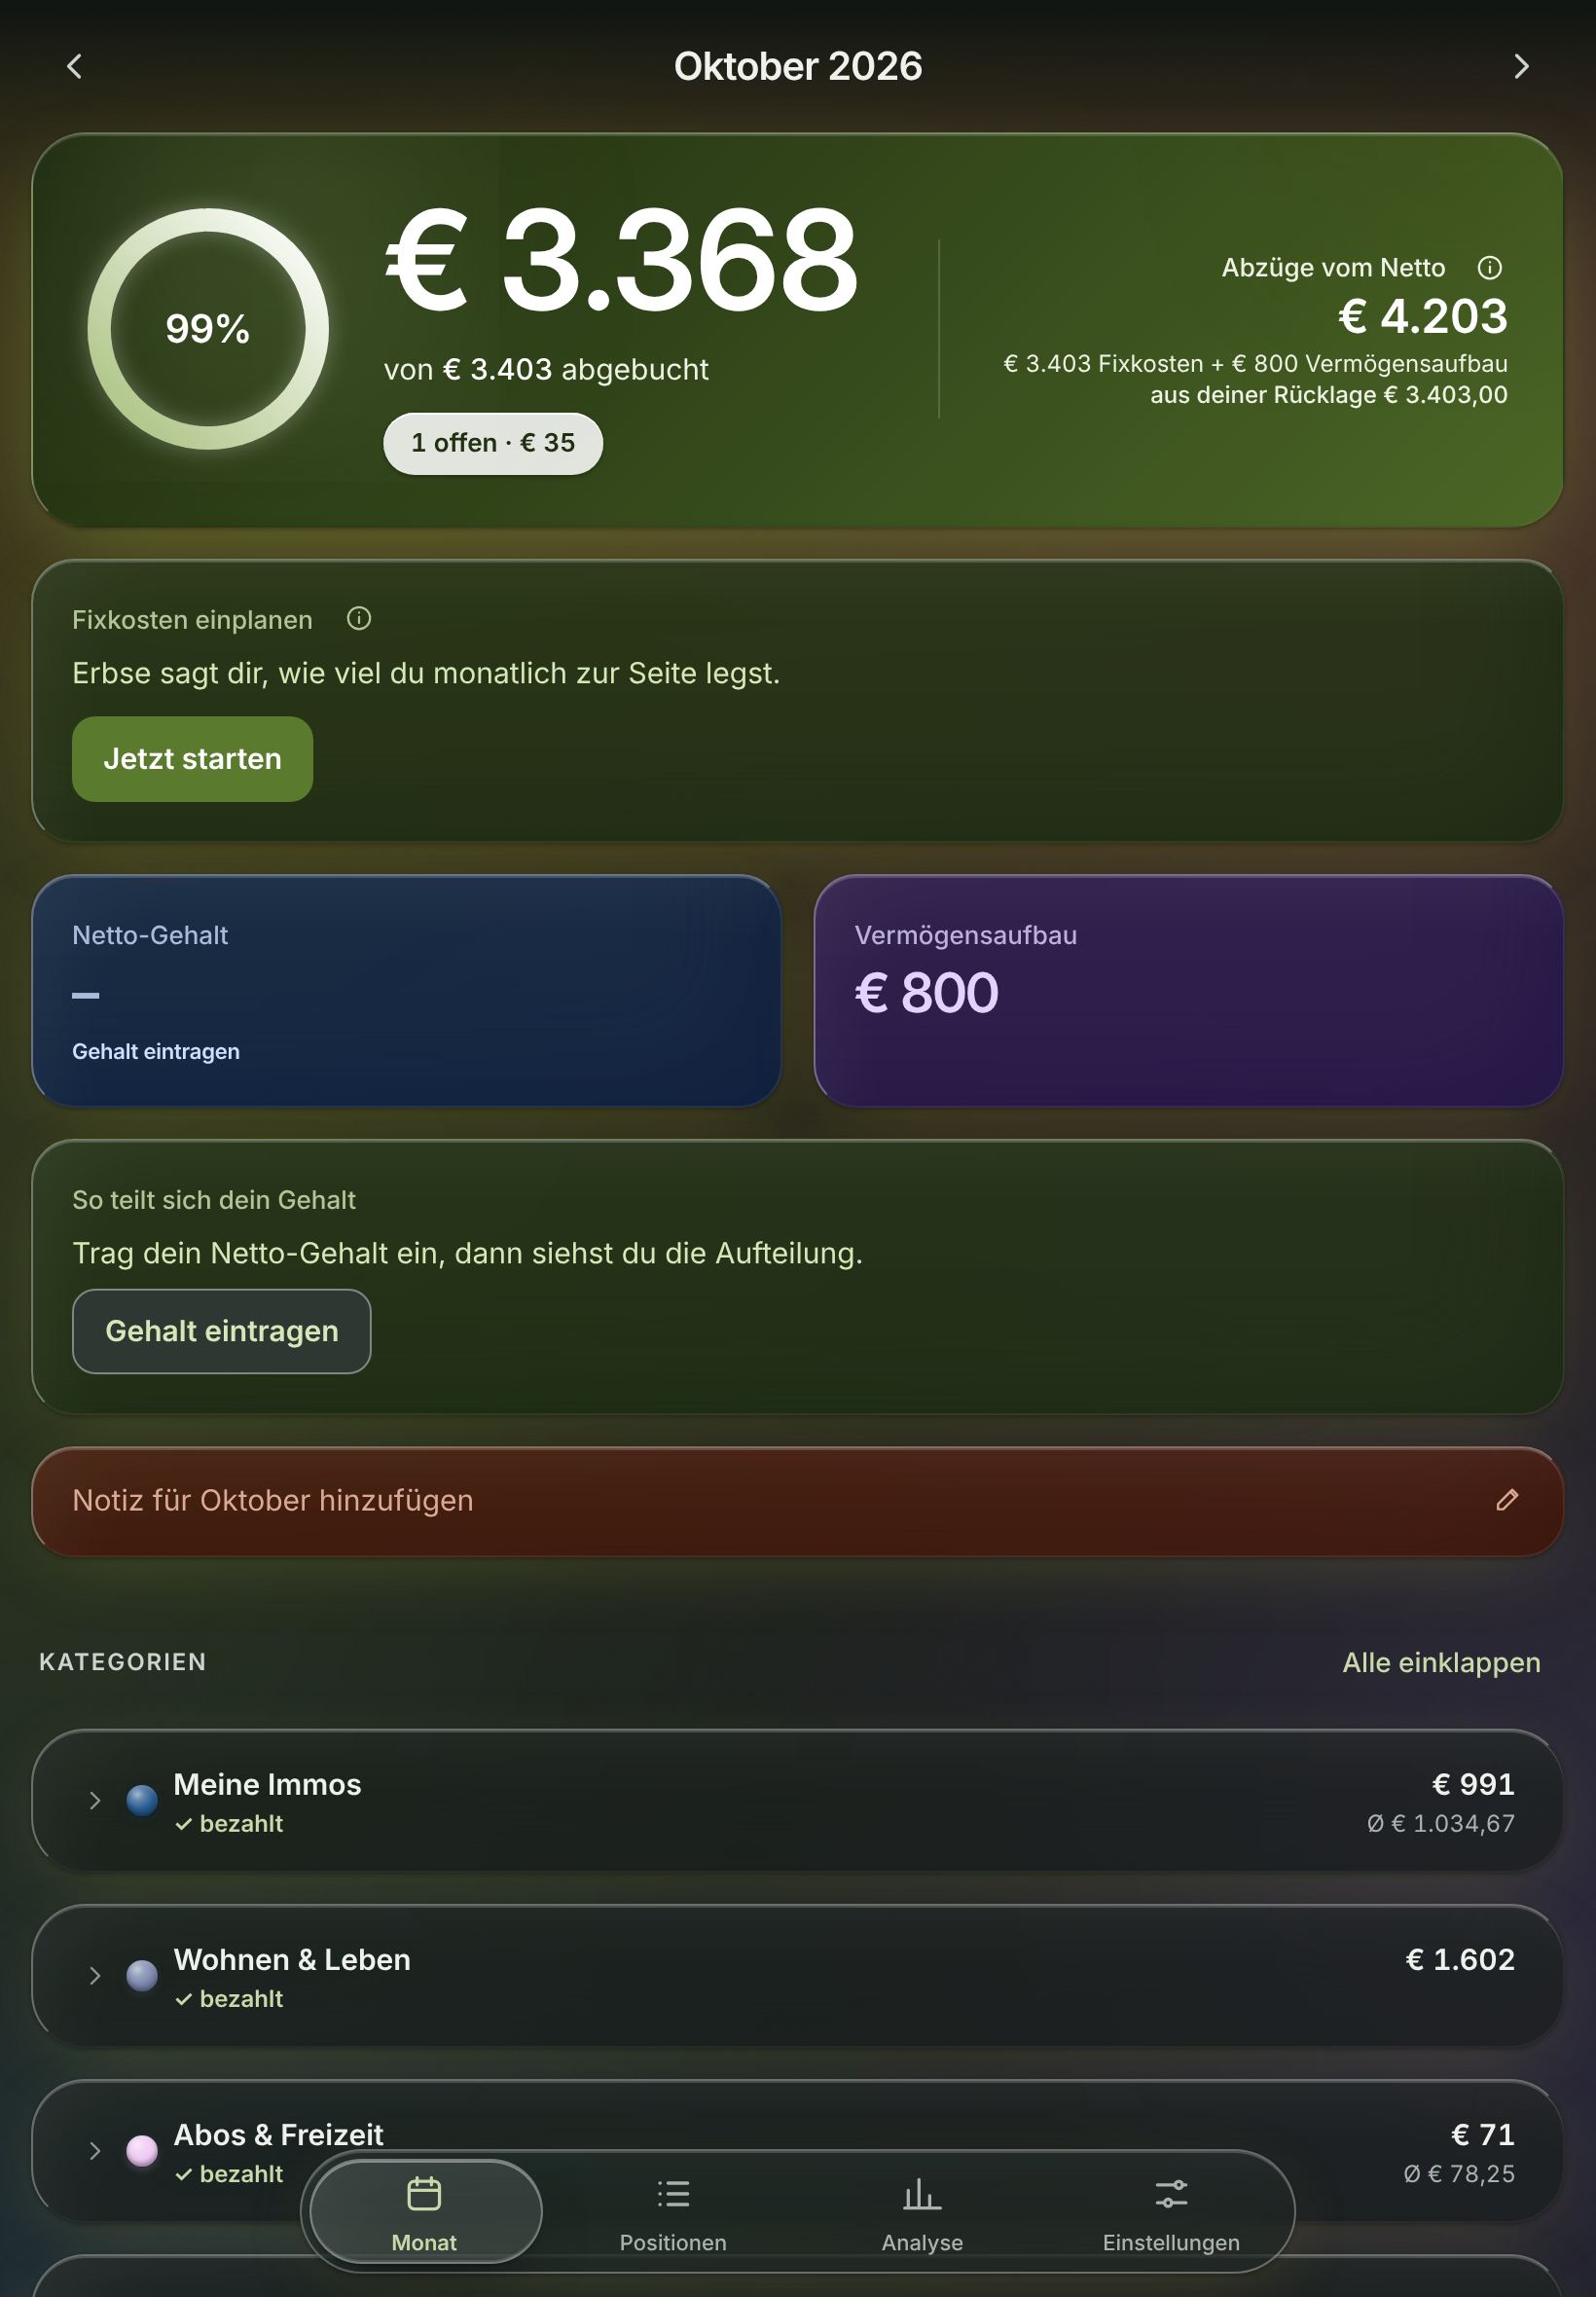 Oktober 2026
99%
€ 3.368
von € 3.403 abgebucht
1 offen · € 35
Abzüge vom Netto
€ 4.203
€ 3.403 Fixkosten + € 800 Vermögensaufbau
aus deiner Rücklage € 3.403,00
Fixkosten einplanen
Erbse sagt dir, wie viel du monatlich zur Seite legst.
Jetzt starten
Netto-Gehalt
–
Gehalt eintragen
Vermögensaufbau
€ 800
So teilt sich dein Gehalt
Trag dein Netto-Gehalt ein, dann siehst du die Aufteilung.
Gehalt eintragen
Notiz für Oktober hinzufügen
KATEGORIEN
Alle einklappen
Meine Immos
€ 991
✓ bezahlt
Ø € 1.034,67
Wohnen & Leben
€ 1.602
✓ bezahlt
Abos & Freizeit
€ 71
✓ bezahlt
Ø € 78,25
Monat
Positionen
Analyse
Einstellungen